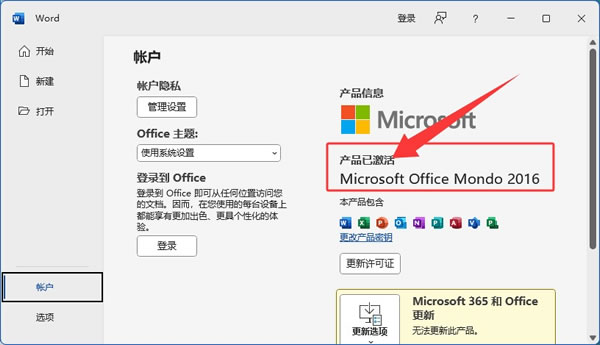 Word
登录
开始
新建
打开
帐户
选项
帐户
帐户隐私
管理设置
Office 主题:
使用系统设置
登录到 Office
登录到 Office 即可从任何位置访问您
的文档。因而，在您使用的每台设备上
都能享有更加出色、更具个性化的体
验。
登录
产品信息
Microsoft
产品已激活
Microsoft Office Mondo 2016
本产品包含
更改产品密钥
更新许可证
更新选项
Microsoft 365 和 Office
更新
无法更新此产品。